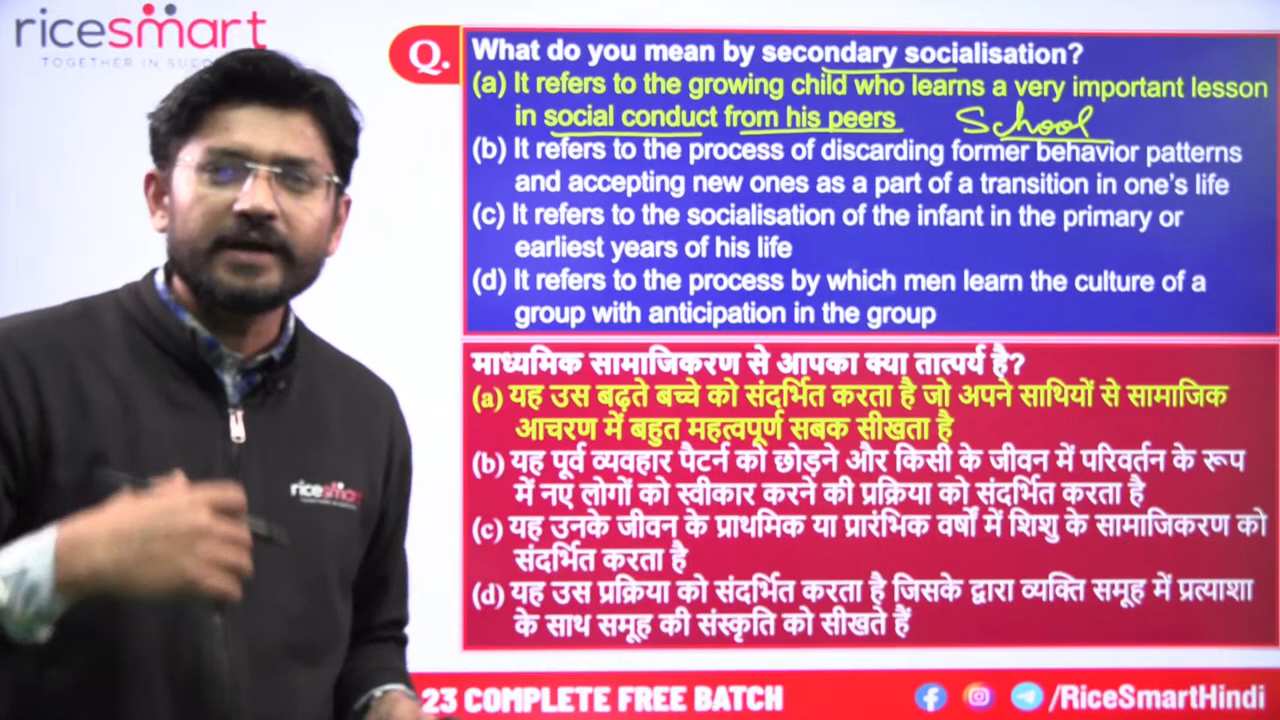 ricesmart
TOGETHER IN SUCC
Q.
What do you mean by secondary socialisation?
(a) It refers to the growing child who learns a very important lesson
in social conduct from his peers
School
(b) It refers to the process of discarding former behavior patterns
and accepting new ones as a part of a transition in one's life
(c) It refers to the socialisation of the infant in the primary or
earliest years of his life
(d) It refers to the process by which men learn the culture of a
group with anticipation in the group
माध्यमिक सामाजिकरण से आपका क्या तात्पर्य है?
(a) यह उस बढ़ते बच्चे को संदर्भित करता है जो अपने साथियों से सामाजिक
आचरण में बहुत महत्वपूर्ण सबक सीखता है
(b) यह पूर्व व्यवहार पैटर्न को छोड़ने और किसी के जीवन में परिवर्तन के रूप
में नए लोगों को स्वीकार करने की प्रक्रिया को संदर्भित करता है
(c) यह उनके जीवन के प्राथमिक या प्रारंभिक वर्षों में शिशु के सामाजिकरण को
संदर्भित करता है
(d) यह उस प्रक्रिया को संदर्भित करता है जिसके द्वारा व्यक्ति समूह में प्रत्याशा
के साथ समूह की संस्कृति को सीखते हैं
ricesmart
23 COMPLETE FREE BATCH
/RiceSmartHindi